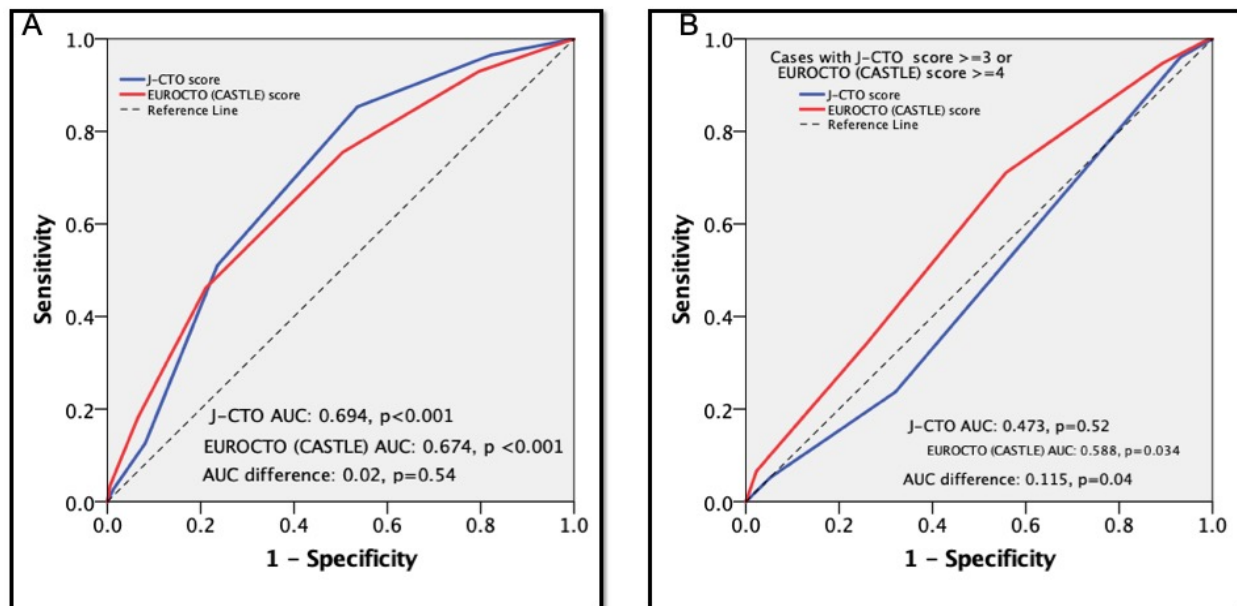 A
1.0
J-CTO score
EUROCTO (CASTLE) score
Reference Line
0.8
0.6
Sensitivity
0.4
0.2
J-CTO AUC: 0.694, p<0.001
EUROCTO (CASTLE) AUC: 0.674, p <0.001
AUC difference: 0.02, p=0.54
0.0
0.0 0.2 0.4 0.6 0.8 1.0
1 - Specificity
B
1.0
Cases with J-CTO score >=3 or
EUROCTO (CASTLE) score >=4
J-CTO score
EUROCTO (CASTLE) score
Reference Line
0.8
0.6
Sensitivity
0.4
0.2
J-CTO AUC: 0.473, p=0.52
EUROCTO (CASTLE) AUC: 0.588, p=0.034
AUC difference: 0.115, p=0.04
0.0
0.0 0.2 0.4 0.6 0.8 1.0
1 - Specificity